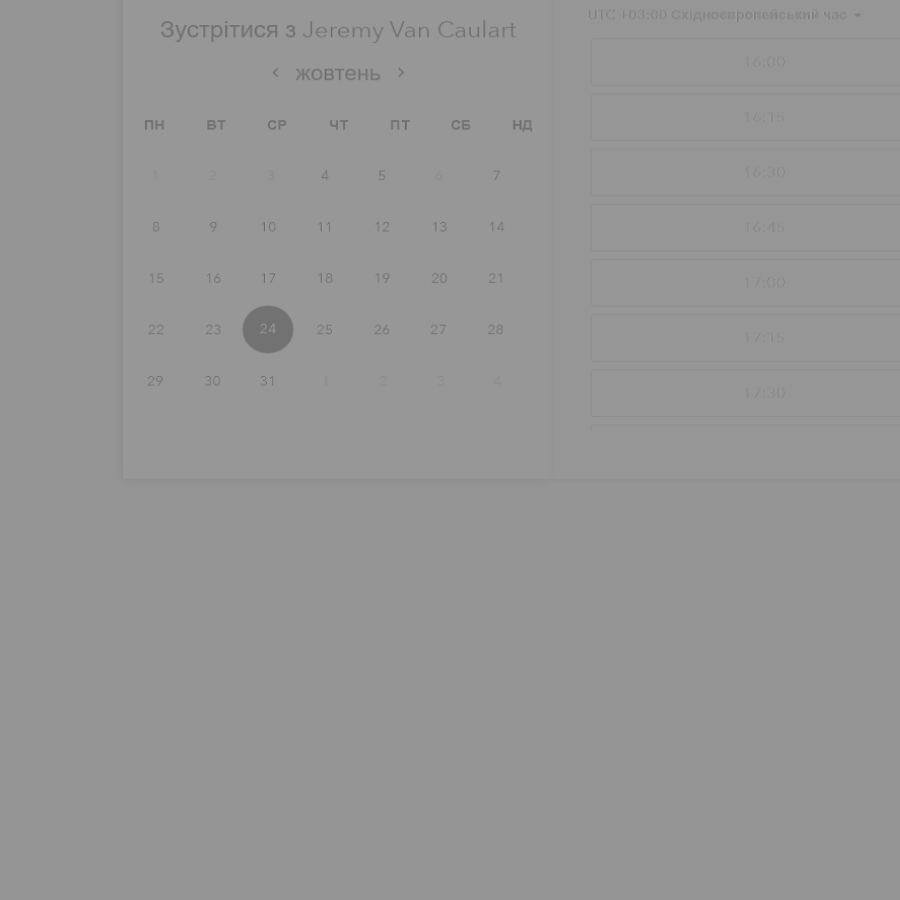 Зустрітися з Jeremy Van Caulart
жовтень
ПН ВТ СР ЧТ ПТ СБ НД
1 2 3 4 5 6 7
8 9 10 11 12 13 14
15 16 17 18 19 20 21
22 23 24 25 26 27 28
29 30 31 1 2 3 4
UTC +03:00 Східноєвропейський час
16:00
16:15
16:30
16:45
17:00
17:15
17:30